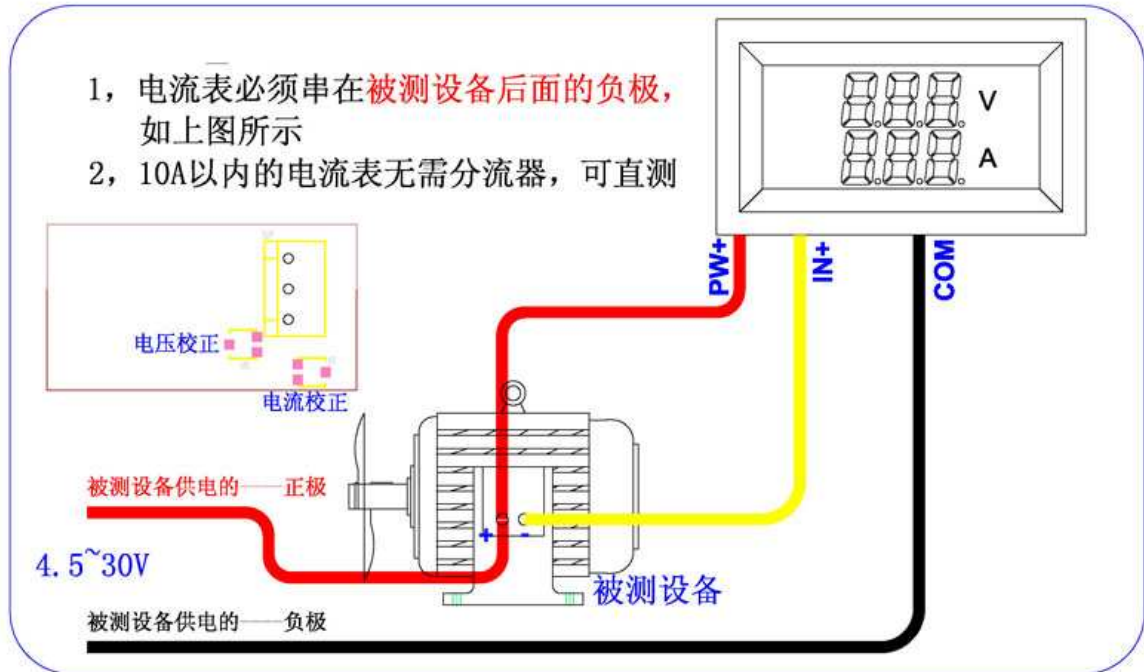 1, 电流表必须串在被测设备后面的负极,
如上图所示
2, 10A以内的电流表无需分流器, 可直测
V
A
PW+
IN+
COM
电压校正
电流校正
被测设备供电的——正极
+ -
4.5~30V
被测设备
被测设备供电的——负极